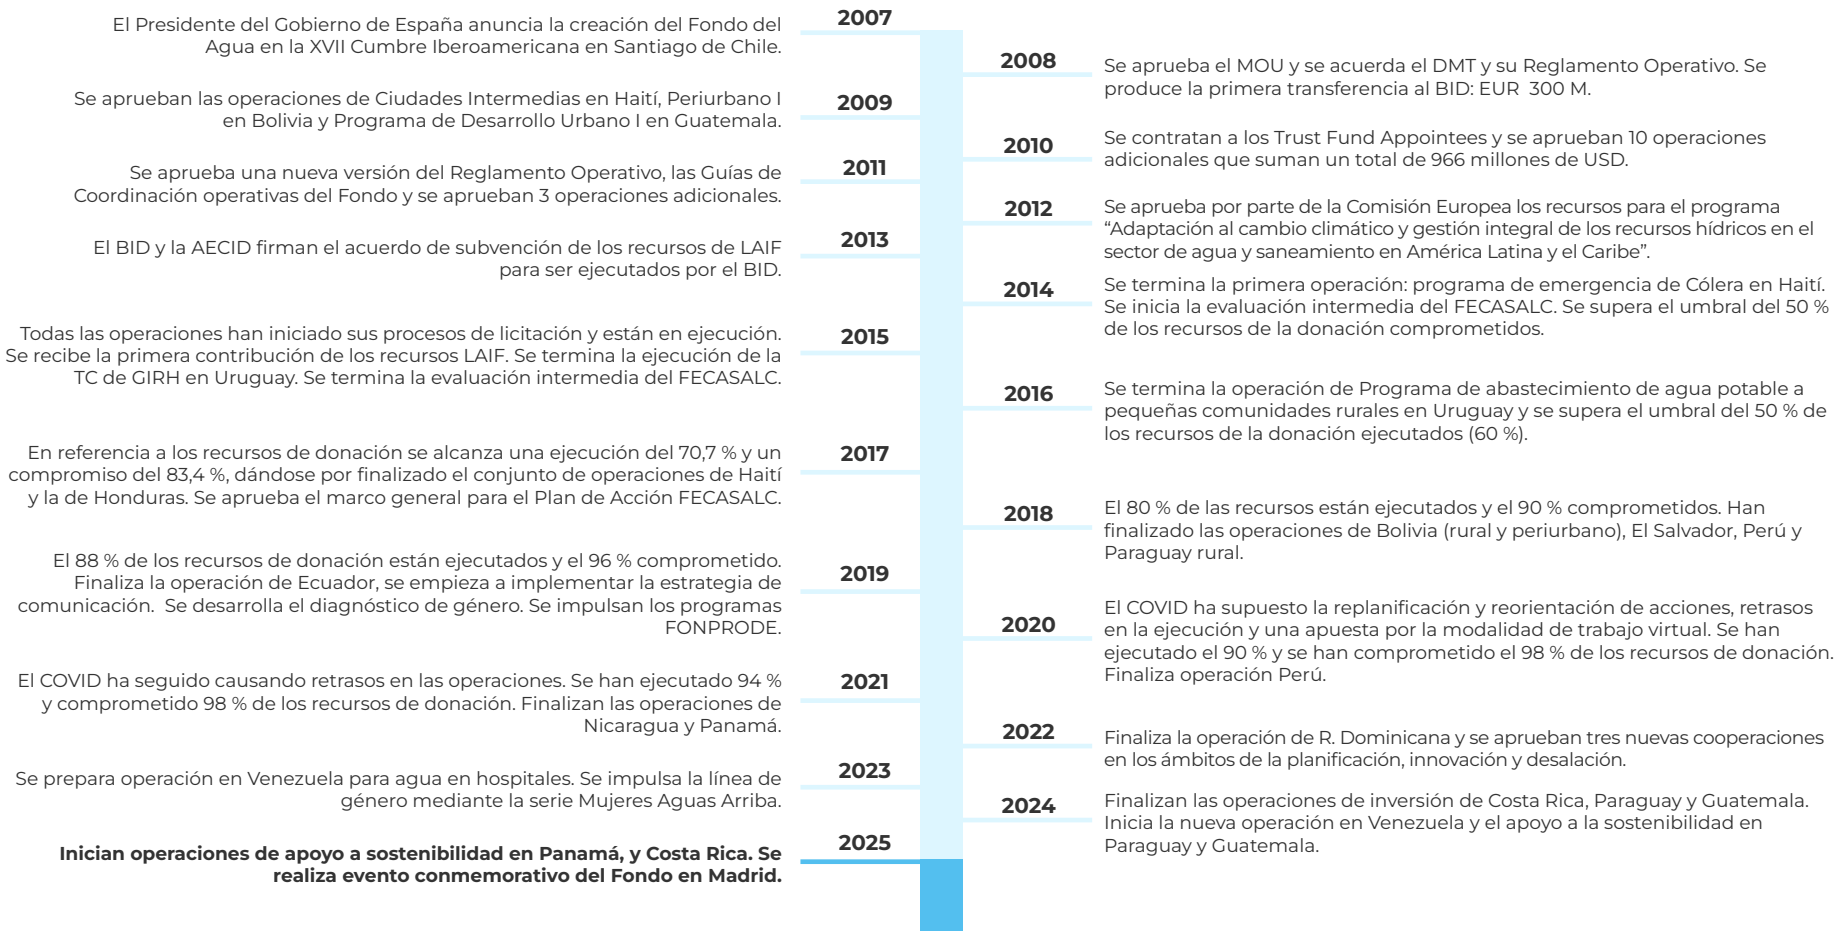 2007
El Presidente del Gobierno de España anuncia la creación del Fondo del
Agua en la XVII Cumbre Iberoamericana en Santiago de Chile.
2008
Se aprueba el MOU y se acuerda el DMT y su Reglamento Operativo. Se
produce la primera transferencia al BID: EUR  300 M.
2009
Se aprueban las operaciones de Ciudades Intermedias en Haití, Periurbano I
en Bolivia y Programa de Desarrollo Urbano I en Guatemala.
2010
Se contratan a los Trust Fund Appointees y se aprueban 10 operaciones
adicionales que suman un total de 966 millones de USD.
2011
Se aprueba una nueva versión del Reglamento Operativo, las Guías de
Coordinación operativas del Fondo y se aprueban 3 operaciones adicionales.
2012
Se aprueba por parte de la Comisión Europea los recursos para el programa
“Adaptación al cambio climático y gestión integral de los recursos hídricos en el
sector de agua y saneamiento en América Latina y el Caribe”.
2013
El BID y la AECID firman el acuerdo de subvención de los recursos de LAIF
para ser ejecutados por el BID.
2014
Se termina la primera operación: programa de emergencia de Cólera en Haití.
Se inicia la evaluación intermedia del FECASALC. Se supera el umbral del 50 %
de los recursos de la donación comprometidos.
2015
Todas las operaciones han iniciado sus procesos de licitación y están en ejecución.
Se recibe la primera contribución de los recursos LAIF. Se termina la ejecución de la
TC de GIRH en Uruguay. Se termina la evaluación intermedia del FECASALC.
2016
Se termina la operación de Programa de abastecimiento de agua potable a
pequeñas comunidades rurales en Uruguay y se supera el umbral del 50 % de
los recursos de la donación ejecutados (60 %).
2017
En referencia a los recursos de donación se alcanza una ejecución del 70,7 % y un
compromiso del 83,4 %, dándose por finalizado el conjunto de operaciones de Haití
y la de Honduras. Se aprueba el marco general para el Plan de Acción FECASALC.
2018
El 80 % de las recursos están ejecutados y el 90 % comprometidos. Han
finalizado las operaciones de Bolivia (rural y periurbano), El Salvador, Perú y
Paraguay rural.
2019
El 88 % de los recursos de donación están ejecutados y el 96 % comprometido.
Finaliza la operación de Ecuador, se empieza a implementar la estrategia de
comunicación.  Se desarrolla el diagnóstico de género. Se impulsan los programas
FONPRODE.
2020
El COVID ha supuesto la replanificación y reorientación de acciones, retrasos
en la ejecución y una apuesta por la modalidad de trabajo virtual. Se han
ejecutado el 90 % y se han comprometido el 98 % de los recursos de donación.
Finaliza operación Perú.
2021
El COVID ha seguido causando retrasos en las operaciones. Se han ejecutado 94 %
y comprometido 98 % de los recursos de donación. Finalizan las operaciones de
Nicaragua y Panamá.
2022
Finaliza la operación de R. Dominicana y se aprueban tres nuevas cooperaciones
en los ámbitos de la planificación, innovación y desalación.
2023
Se prepara operación en Venezuela para agua en hospitales. Se impulsa la línea de
género mediante la serie Mujeres Aguas Arriba.
2024
Finalizan las operaciones de inversión de Costa Rica, Paraguay y Guatemala.
Inicia la nueva operación en Venezuela y el apoyo a la sostenibilidad en
Paraguay y Guatemala.
2025
Inician operaciones de apoyo a sostenibilidad en Panamá, y Costa Rica. Se
realiza evento conmemorativo del Fondo en Madrid.